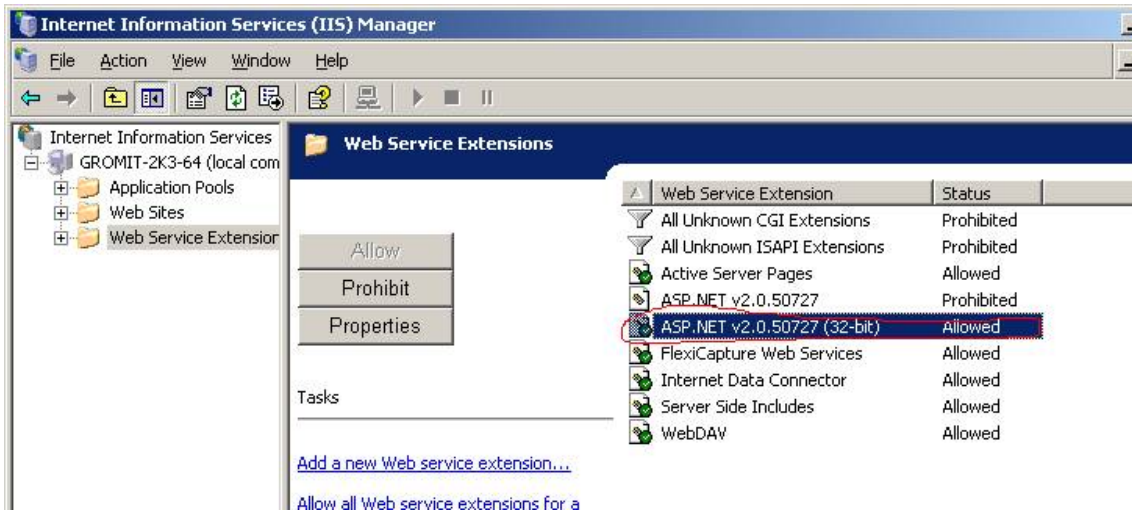 Internet Information Services (IIS) Manager
File Action View Window Help
Internet Information Services
GROMIT-2K3-64 (local com
Application Pools
Web Sites
Web Service Extension
Web Service Extensions
Allow
Prohibit
Properties
Tasks
Add a new Web service extension...
Allow all Web service extensions for a
Web Service Extension Status
All Unknown CGI Extensions Prohibited
All Unknown ISAPI Extensions Prohibited
Active Server Pages Allowed
ASP.NET v2.0.50727 Prohibited
ASP.NET v2.0.50727 (32-bit) Allowed
FlexiCapture Web Services Allowed
Internet Data Connector Allowed
Server Side Includes Allowed
WebDAV Allowed